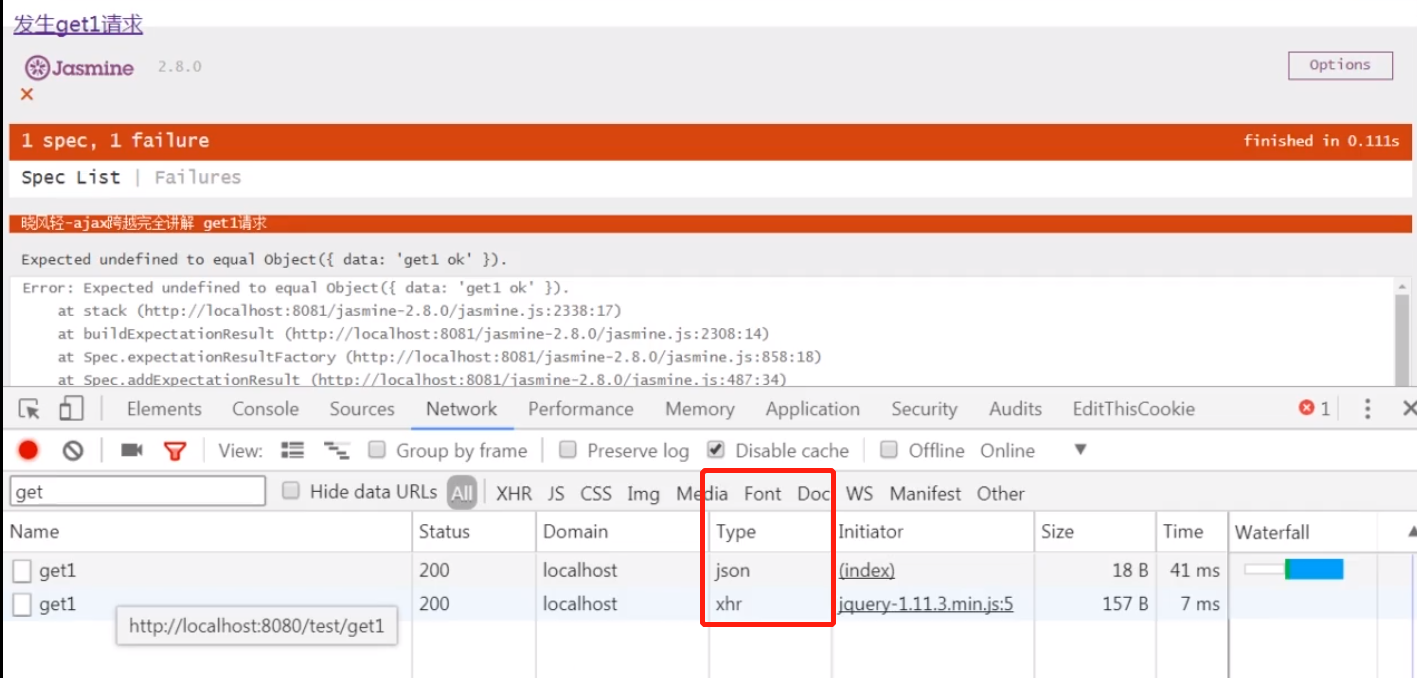 发生get1请求
Jasmine 2.8.0 Options
×
1 spec, 1 failure finished in 0.111s
Spec List | Failures
晓风轻-ajax跨越完全讲解 get1请求
Expected undefined to equal Object({ data: 'get1 ok' }).
Error: Expected undefined to equal Object({ data: 'get1 ok' }).
at stack (http://localhost:8081/jasmine-2.8.0/jasmine.js:2338:17)
at buildExpectationResult (http://localhost:8081/jasmine-2.8.0/jasmine.js:2308:14)
at Spec.expectationResultFactory (http://localhost:8081/jasmine-2.8.0/jasmine.js:858:18)
at Spec.addExpectationResult (http://localhost:8081/jasmine-2.8.0/jasmine.js:487:34)
Elements Console Sources Network Performance Memory Application Security Audits EditThisCookie 1
View: Group by frame Preserve log Disable cache Offline Online
get Hide data URLs All XHR JS CSS Img Media Font Doc WS Manifest Other
Name Status Domain Type Initiator Size Time Waterfall
get1 200 localhost json (index) 18 B 41 ms
get1 200 localhost xhr jquery-1.11.3.min.js:5 157 B 7 ms
http://localhost:8080/test/get1